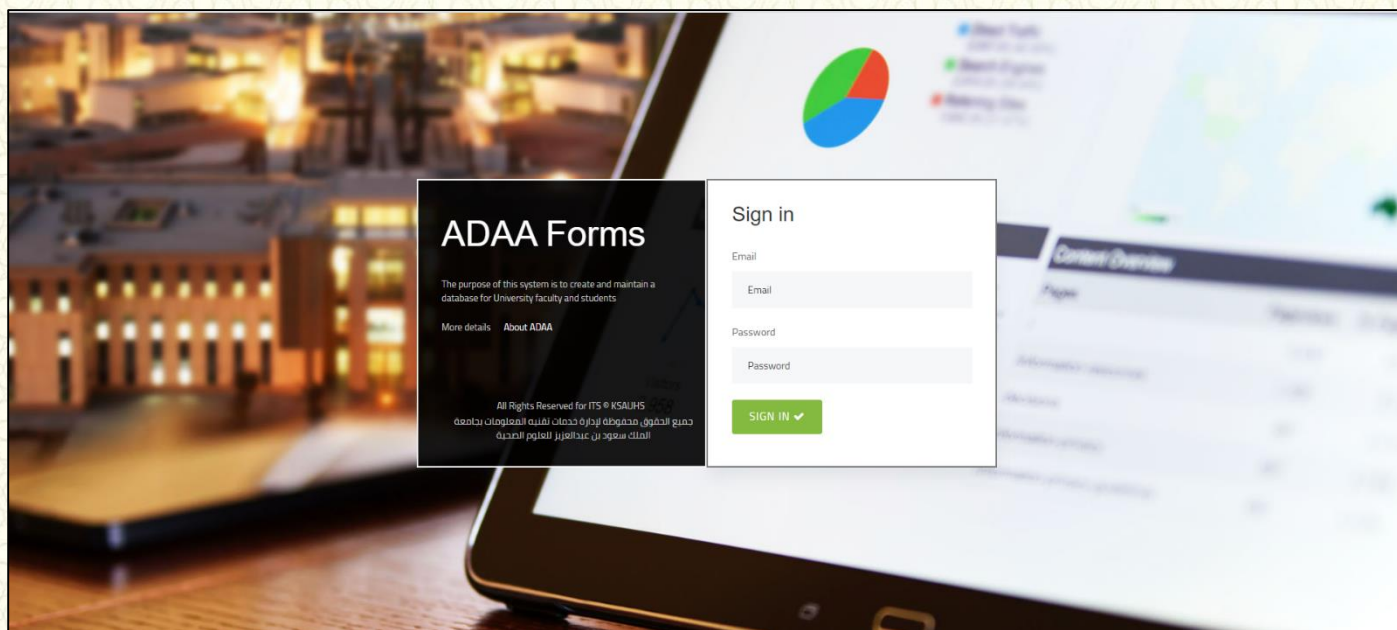 ADAA Forms
The purpose of this system is to create and maintain a
database for University faculty and students
More details About ADAA
All Rights Reserved for ITS © KSAUHS
جميع الحقوق محفوظة لإدارة خدمات تقنيه المعلومات بجامعة
الملك سعود بن عبدالعزيز للعلوم الصحية
Sign in
Email
Email
Password
Password
SIGN IN ✔
Content Overview
Pages